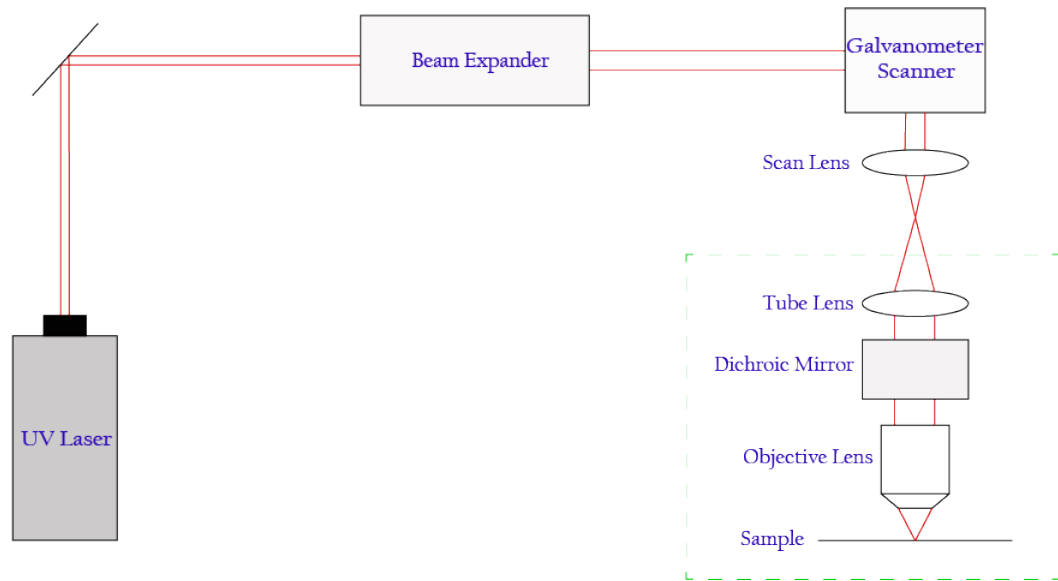 Beam Expander
Galvanometer
Scanner
Scan Lens
Tube Lens
Dichroic Mirror
UV Laser
Objective Lens
Sample